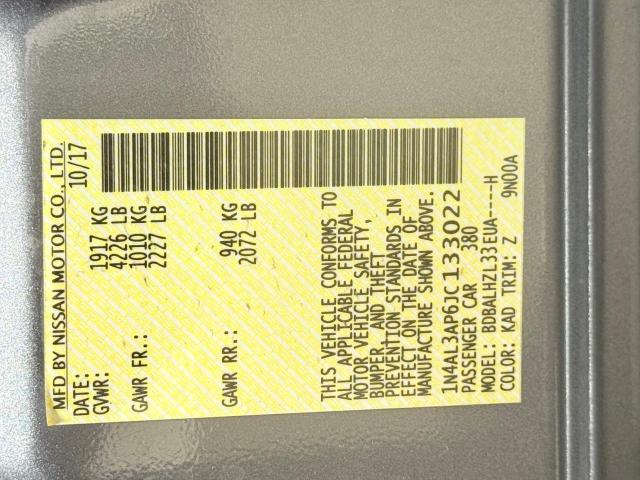 MFD BY NISSAN MOTOR CO., LTD.
DATE: 10/17
GVWR: 1917 KG
4226 LB
GAWR FR.: 1010 KG
2227 LB
GAWR RR.: 940 KG
2072 LB
THIS VEHICLE CONFORMS TO
ALL APPLICABLE FEDERAL
MOTOR VEHICLE SAFETY,
BUMPER, AND THEFT
PREVENTION STANDARDS IN
EFFECT ON THE DATE OF
MANUFACTURE SHOWN ABOVE.
1N4AL3AP6JC133022
PASSENGER CAR 380
MODEL: BDBALHZL33EUA----H
COLOR: KAD TRIM: Z 9N00A